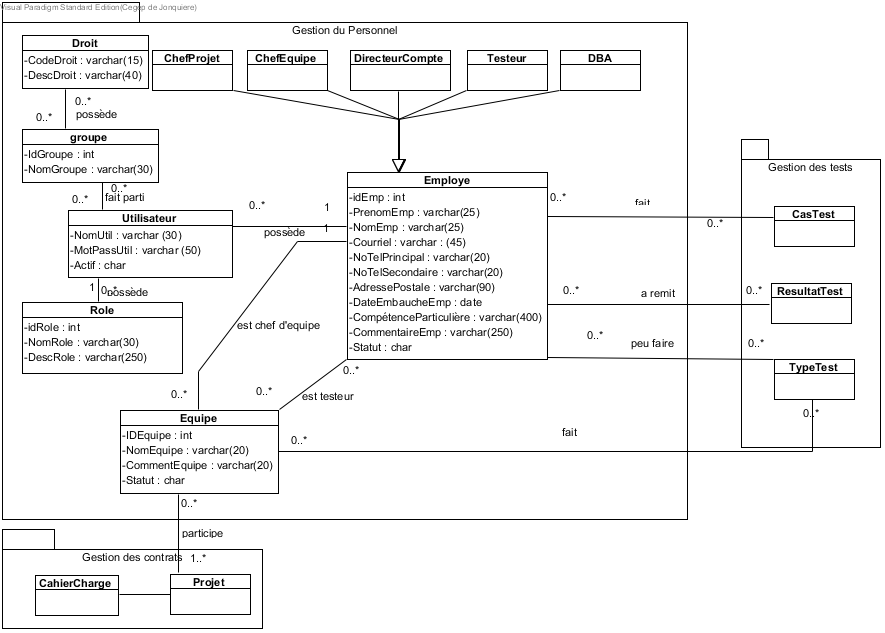 Visual Paradigm Standard Edition(Cegep de Jonquiere)
Gestion du Personnel
Droit
-CodeDroit : varchar(15)
-DescDroit : varchar(40)
ChefProjet
ChefEquipe
DirecteurCompte
Testeur
DBA
0..*
possède
0..*
groupe
-IdGroupe : int
-NomGroupe : varchar(30)
0..*
fait parti
0..*
Utilisateur
-NomUtil : varchar (30)
-MotPassUtil : varchar (50)
-Actif : char
0..*
1
possède
1
1
0..*
possède
Role
-idRole : int
-NomRole : varchar(30)
-DescRole : varchar(250)
Employe
-idEmp : int
-PrenomEmp : varchar(25)
-NomEmp : varchar(25)
-Courriel : varchar : (45)
-NoTelPrincipal : varchar(20)
-NoTelSecondaire : varchar(20)
-AdressePostale : varchar(90)
-DateEmbaucheEmp : date
-CompétenceParticulière : varchar(400)
-CommentaireEmp : varchar(250)
-Statut : char
0..*
fait
0..*
Gestion des tests
CasTest
0..*
a remit
0..*
ResultatTest
0..*
peu faire
0..*
TypeTest
0..*
est chef d'equipe
0..*
0..*
est testeur
0..*
Equipe
-IDEquipe : int
-NomEquipe : varchar(20)
-CommentEquipe : varchar(20)
-Statut : char
0..*
fait
0..*
participe
1..*
Gestion des contrats
CahierCharge
Projet